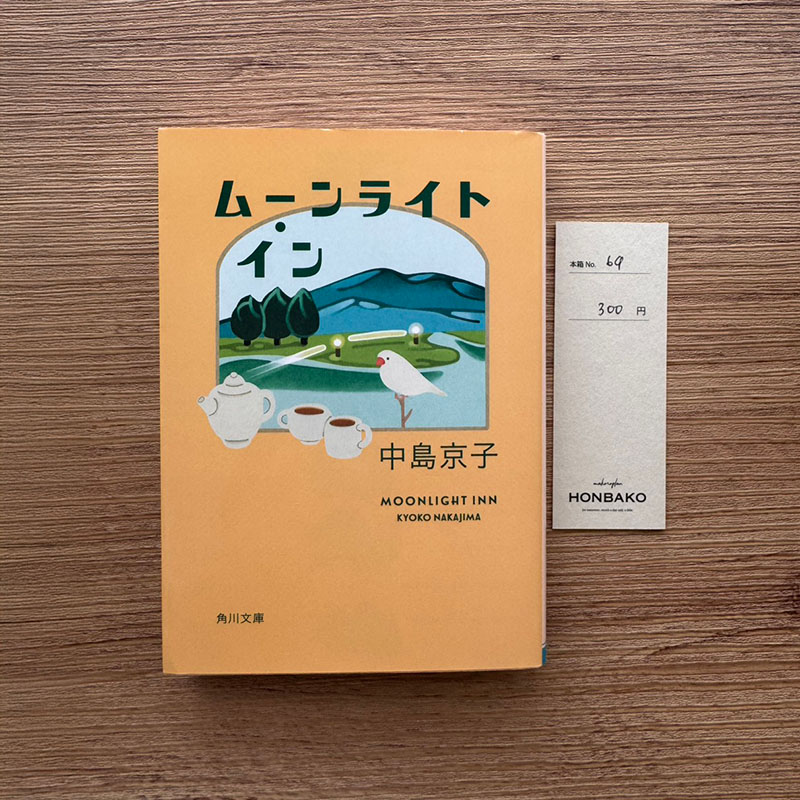 ムーンライト
・
イン
中島京子
MOONLIGHT INN
KYOKO NAKAJIMA
角川文庫
本箱 No. 69
300 円
HONBAKO